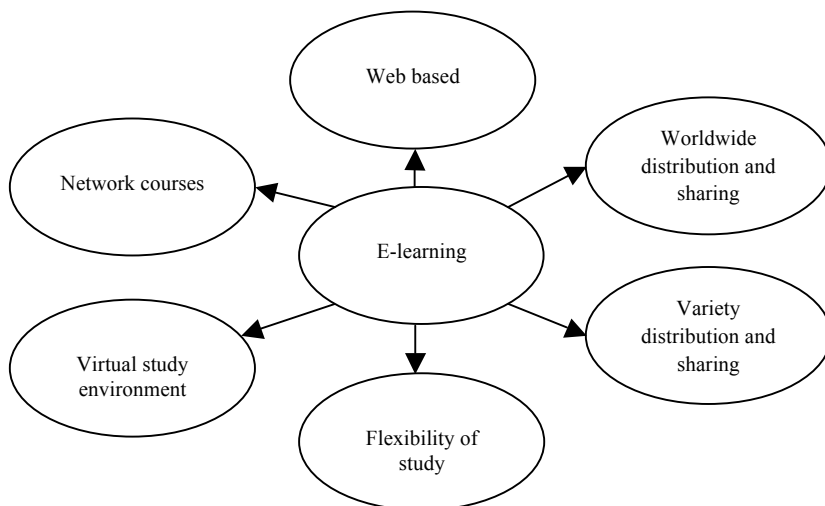 Web based
Worldwide
distribution and
sharing
Network courses
E-learning
Variety
distribution and
sharing
Virtual study
environment
Flexibility of
study